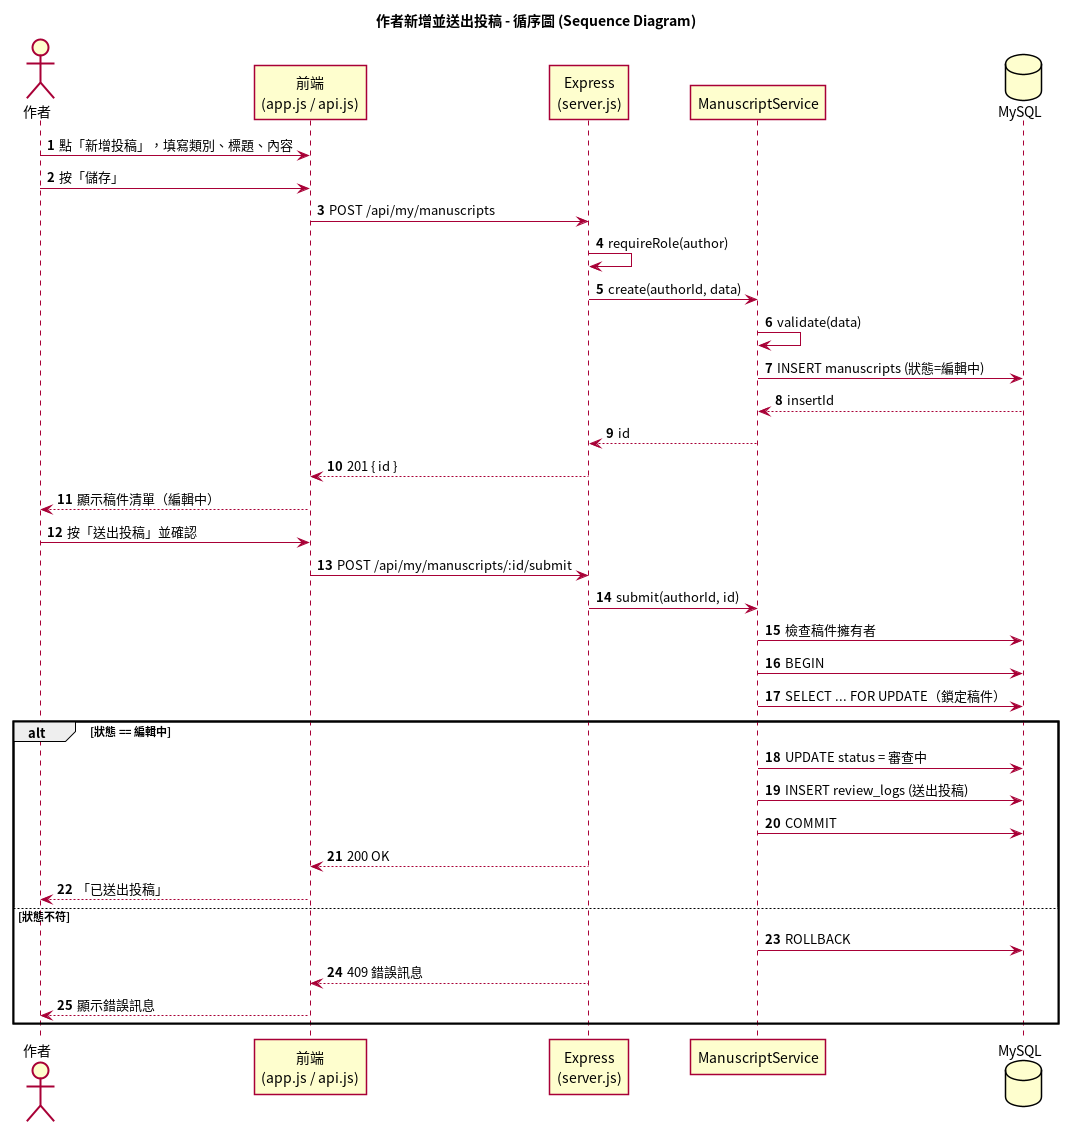 作者新增並送出投稿 - 循序圖 (Sequence Diagram)
作者
前端
(app.js / api.js)
Express
(server.js)
ManuscriptService
MySQL
1 點「新增投稿」，填寫類別、標題、內容
2 按「儲存」
3 POST /api/my/manuscripts
4 requireRole(author)
5 create(authorId, data)
6 validate(data)
7 INSERT manuscripts (狀態=編輯中)
8 insertId
9 id
10 201 { id }
11 顯示稿件清單（編輯中）
12 按「送出投稿」並確認
13 POST /api/my/manuscripts/:id/submit
14 submit(authorId, id)
15 檢查稿件擁有者
16 BEGIN
17 SELECT ... FOR UPDATE（鎖定稿件）
alt [狀態 == 編輯中]
18 UPDATE status = 審查中
19 INSERT review_logs (送出投稿)
20 COMMIT
21 200 OK
22 「已送出投稿」
[狀態不符]
23 ROLLBACK
24 409 錯誤訊息
25 顯示錯誤訊息
作者
前端
(app.js / api.js)
Express
(server.js)
ManuscriptService
MySQL